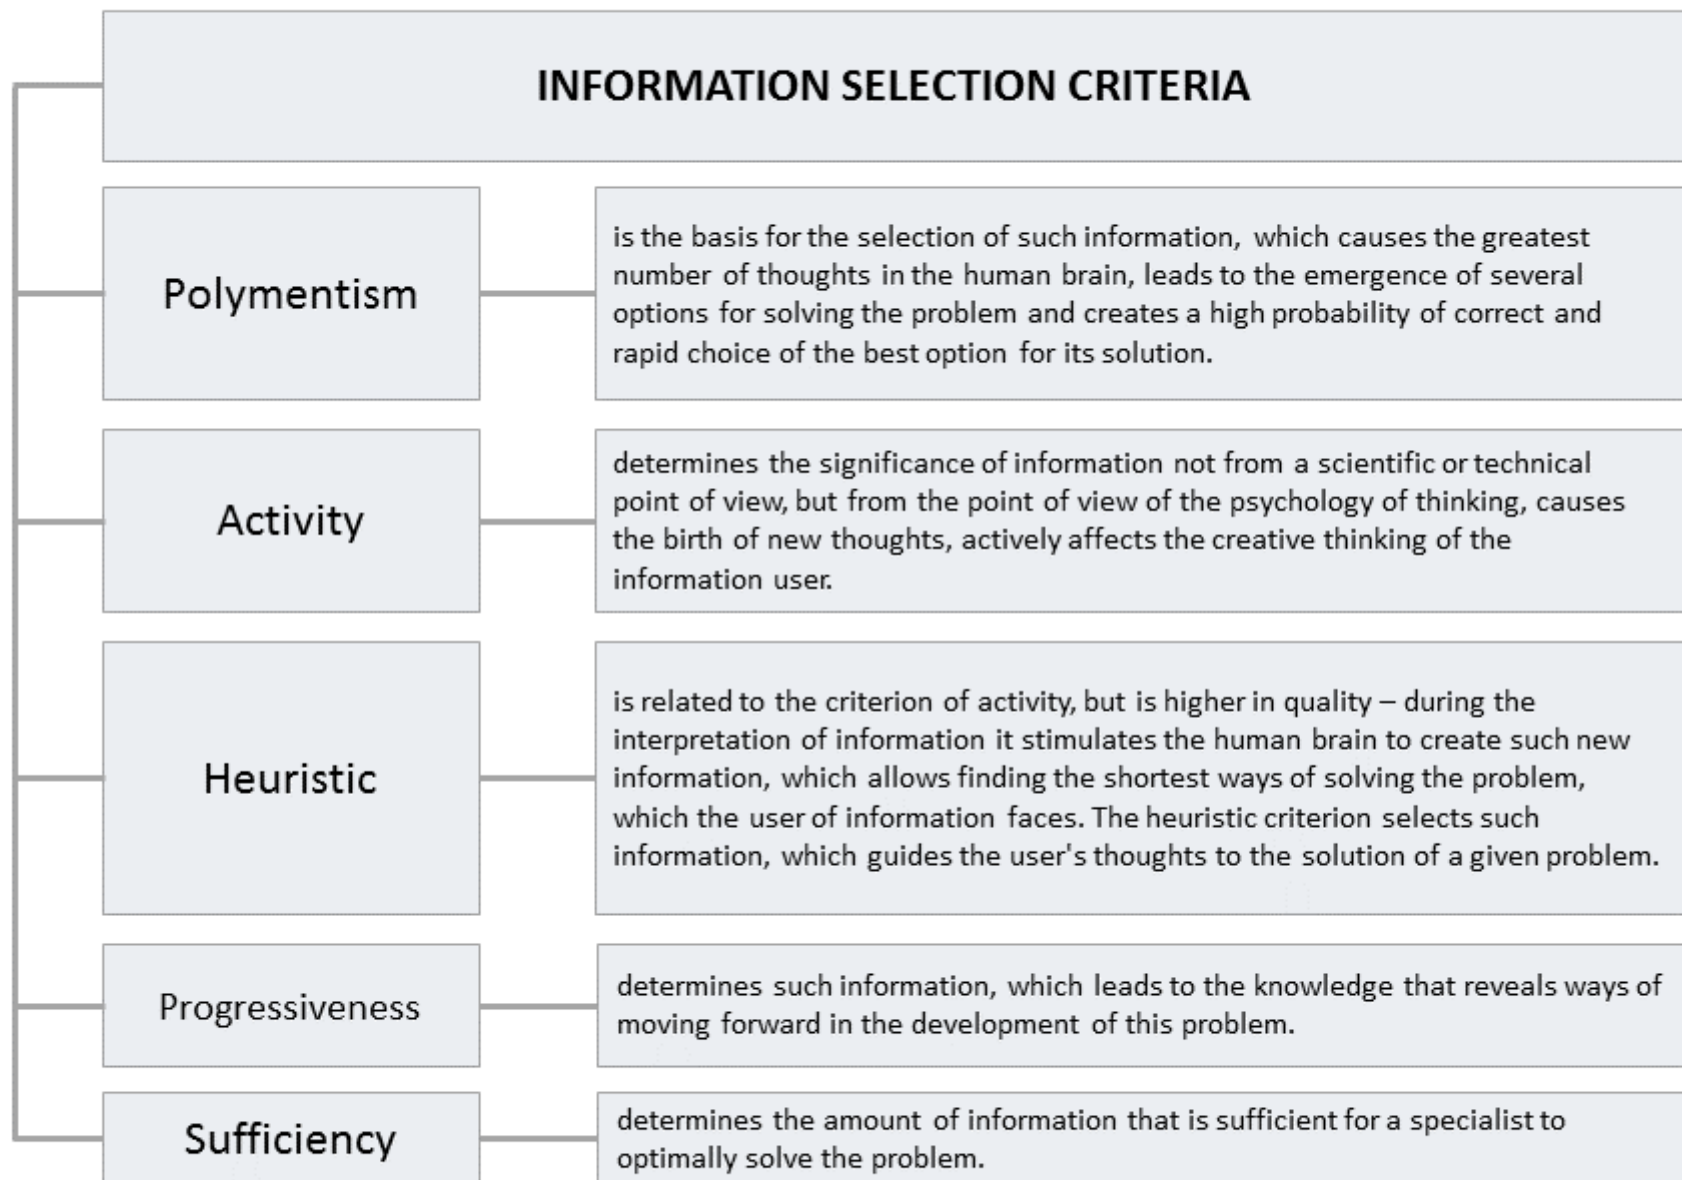 INFORMATION SELECTION CRITERIA
Polymentism
is the basis for the selection of such information, which causes the greatest
number of thoughts in the human brain, leads to the emergence of several
options for solving the problem and creates a high probability of correct and
rapid choice of the best option for its solution.
Activity
determines the significance of information not from a scientific or technical
point of view, but from the point of view of the psychology of thinking, causes
the birth of new thoughts, actively affects the creative thinking of the
information user.
Heuristic
is related to the criterion of activity, but is higher in quality – during the
interpretation of information it stimulates the human brain to create such new
information, which allows finding the shortest ways of solving the problem,
which the user of information faces. The heuristic criterion selects such
information, which guides the user's thoughts to the solution of a given problem.
Progressiveness
determines such information, which leads to the knowledge that reveals ways of
moving forward in the development of this problem.
Sufficiency
determines the amount of information that is sufficient for a specialist to
optimally solve the problem.